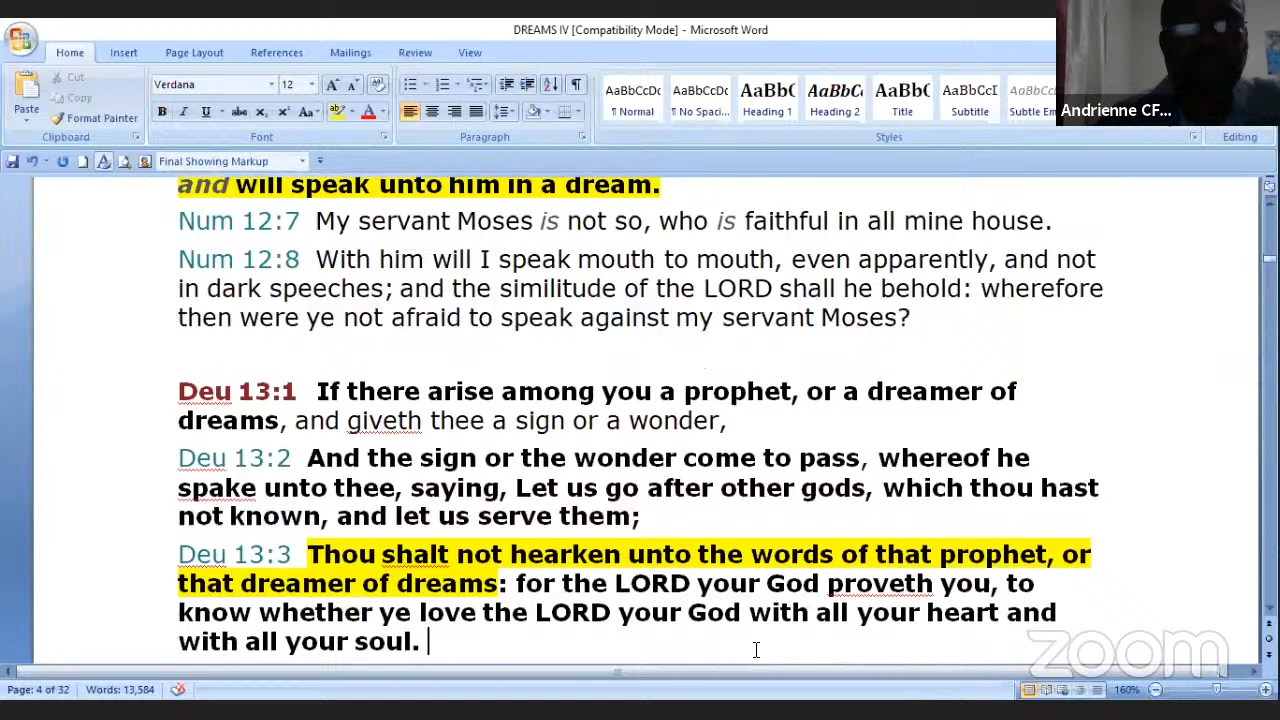 DREAMS IV [Compatibility Mode] - Microsoft Word
Home Insert Page Layout References Mailings Review View
Andrienne CF...
Paste
Cut
Copy
Format Painter
Clipboard
Verdana 12
B I U abc x₂ x² Aa
Font
Paragraph
AaBbCcDc AaBbCcDc AaBbC AaBbCc AaBbC AaBbCcI AaBbCcDc
¶ Normal ¶ No Spaci... Heading 1 Heading 2 Title Subtitle Subtle Em
Styles
Editing
Final Showing Markup
and will speak unto him in a dream.
Num 12:7 My servant Moses is not so, who is faithful in all mine house.
Num 12:8 With him will I speak mouth to mouth, even apparently, and not
in dark speeches; and the similitude of the LORD shall he behold: wherefore
then were ye not afraid to speak against my servant Moses?
Deu 13:1 If there arise among you a prophet, or a dreamer of
dreams, and giveth thee a sign or a wonder,
Deu 13:2 And the sign or the wonder come to pass, whereof he
spake unto thee, saying, Let us go after other gods, which thou hast
not known, and let us serve them;
Deu 13:3 Thou shalt not hearken unto the words of that prophet, or
that dreamer of dreams: for the LORD your God proveth you, to
know whether ye love the LORD your God with all your heart and
with all your soul.
zoom
Page: 4 of 32 Words: 13,584 160%